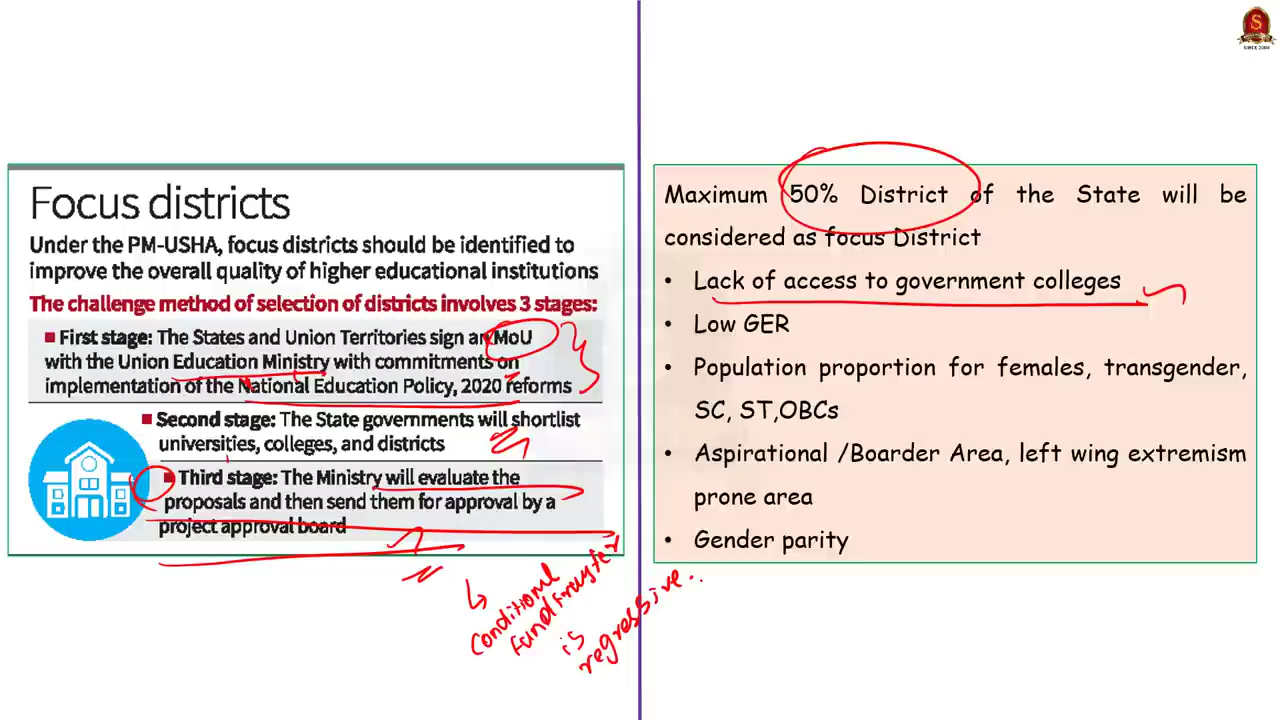 Focus districts
Under the PM-USHA, focus districts should be identified to
improve the overall quality of higher educational institutions
The challenge method of selection of districts involves 3 stages:
First stage: The States and Union Territories sign an MoU
with the Union Education Ministry with commitments on
implementation of the National Education Policy, 2020 reforms
Second stage: The State governments will shortlist
universities, colleges, and districts
Third stage: The Ministry will evaluate the
proposals and then send them for approval by a
project approval board
Conditional
fund transfer
is
regressive..
S
SINCE 2004
Maximum 50% District of the State will be
considered as focus District
• Lack of access to government colleges
• Low GER
• Population proportion for females, transgender,
SC, ST,OBCs
• Aspirational /Boarder Area, left wing extremism
prone area
• Gender parity